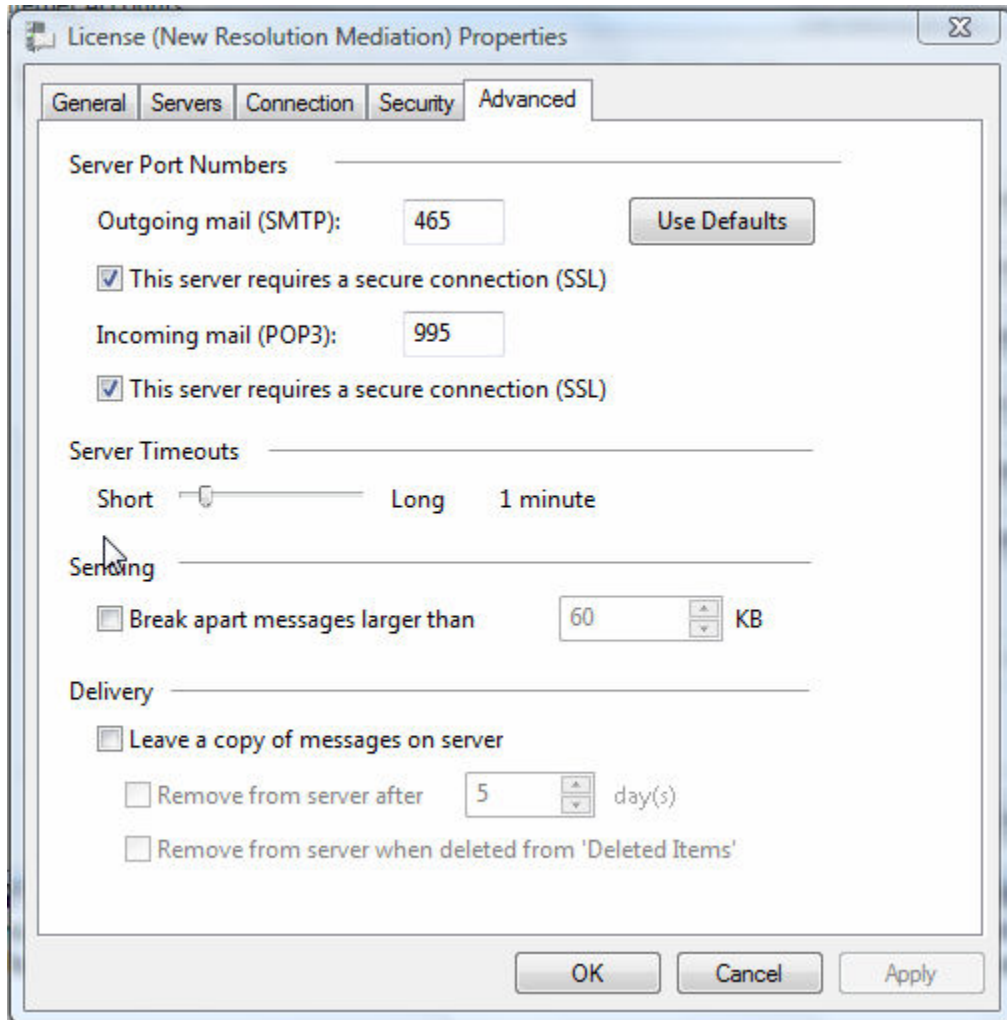 License (New Resolution Mediation) Properties
General Servers Connection Security Advanced
Server Port Numbers
Outgoing mail (SMTP): 465 Use Defaults
This server requires a secure connection (SSL)
Incoming mail (POP3): 995
This server requires a secure connection (SSL)
Server Timeouts
Short Long 1 minute
Sending
Break apart messages larger than 60 KB
Delivery
Leave a copy of messages on server
Remove from server after 5 day(s)
Remove from server when deleted from 'Deleted Items'
OK Cancel Apply